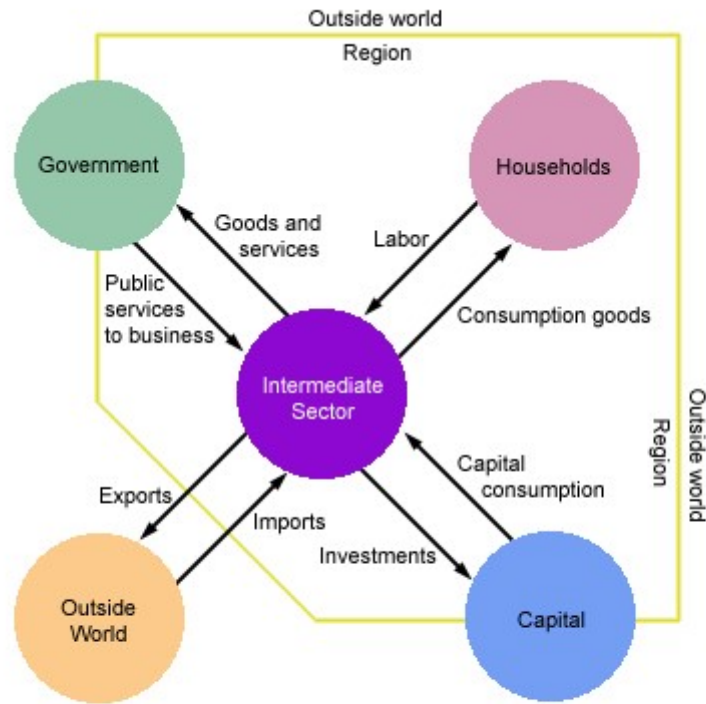 Outside world
Region
Government
Households
Goods and
services
Labor
Public
services
to business
Consumption goods
Intermediate
Sector
Outside world
Region
Capital
consumption
Exports
Imports
Investments
Outside
World
Capital